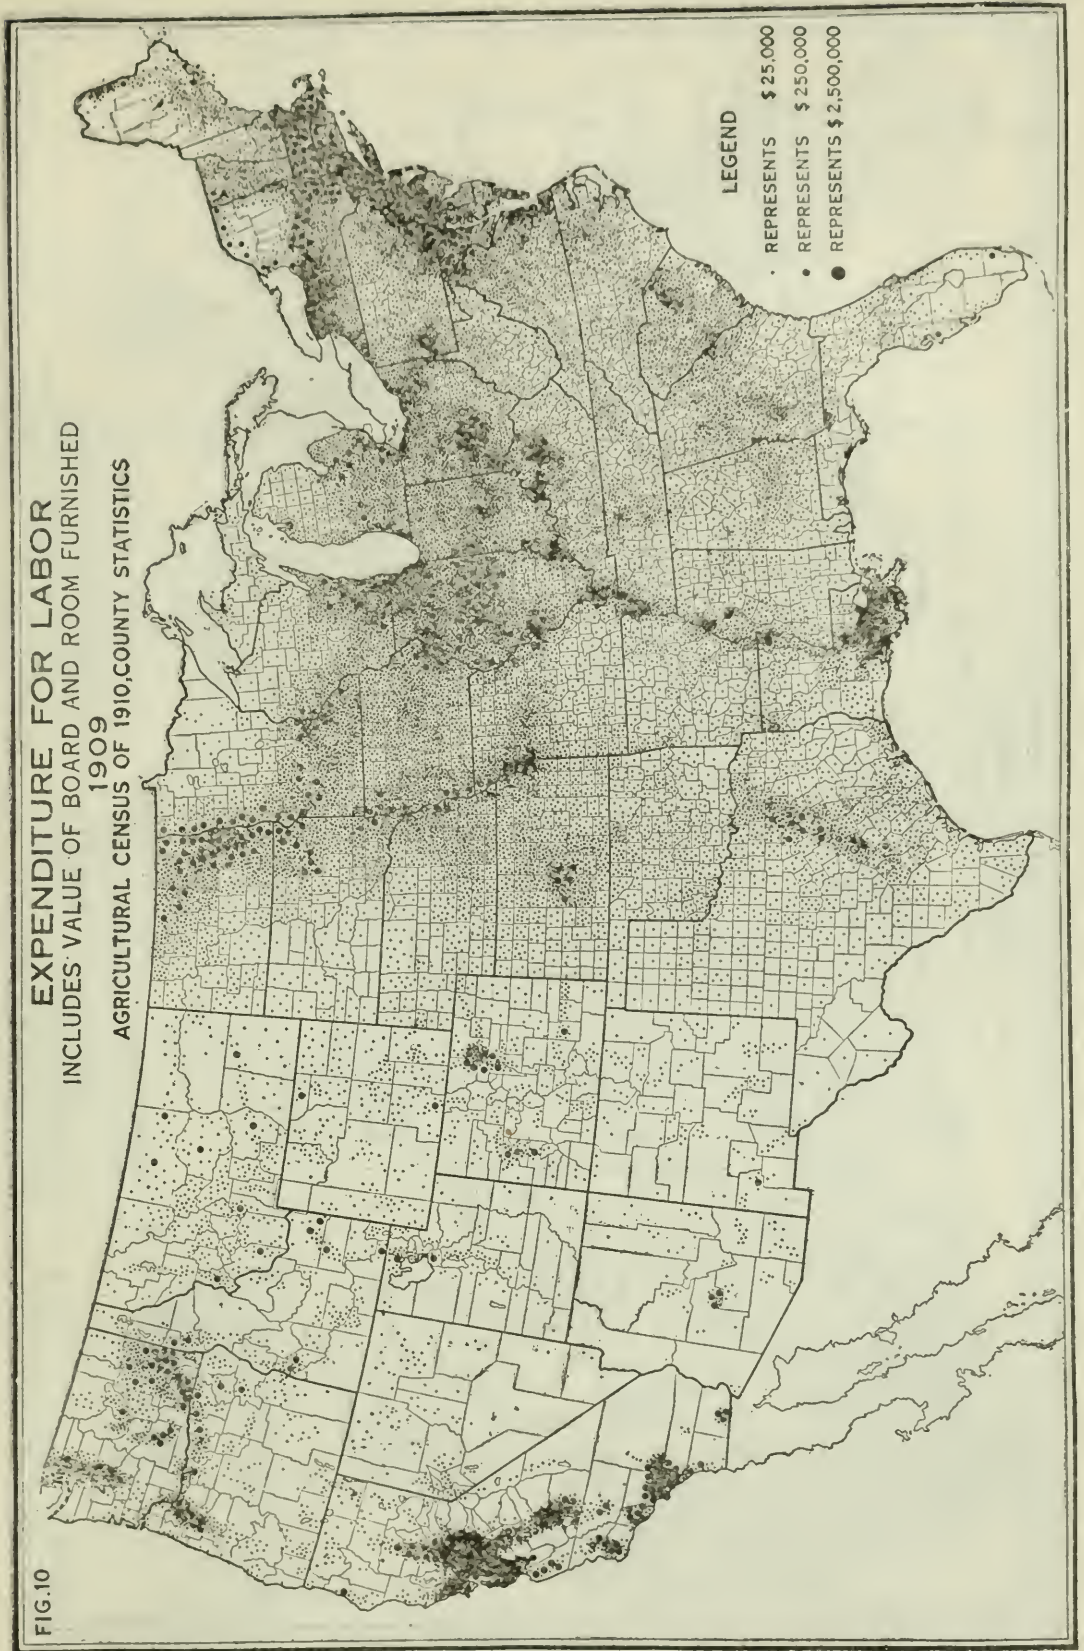 FIG.10
EXPENDITURE FOR LABOR
INCLUDES VALUE OF BOARD AND ROOM FURNISHED
1909
AGRICULTURAL CENSUS OF 1910,COUNTY STATISTICS
LEGEND
REPRESENTS $25,000
REPRESENTS $250,000
REPRESENTS $2,500,000